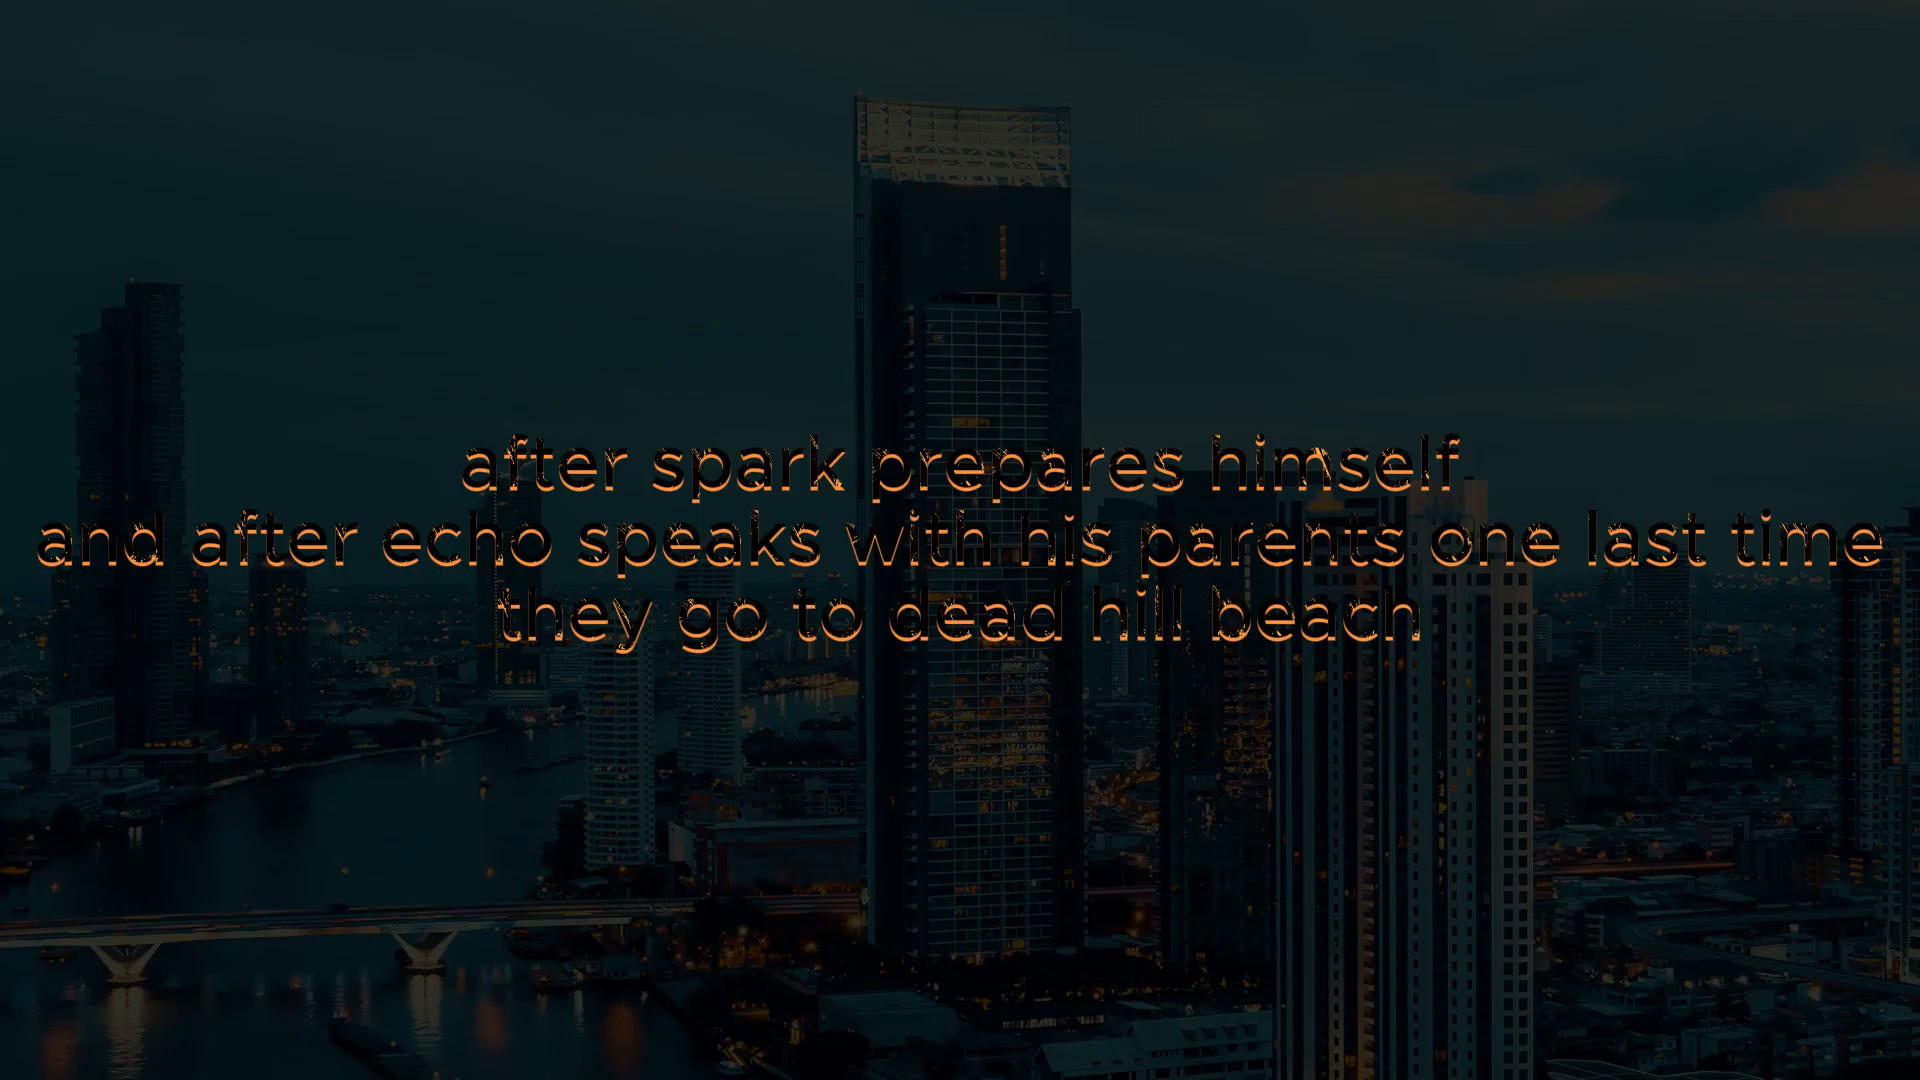 after spark prepares himself
and after echo speaks with his parents one last time
they go to dead hill beach